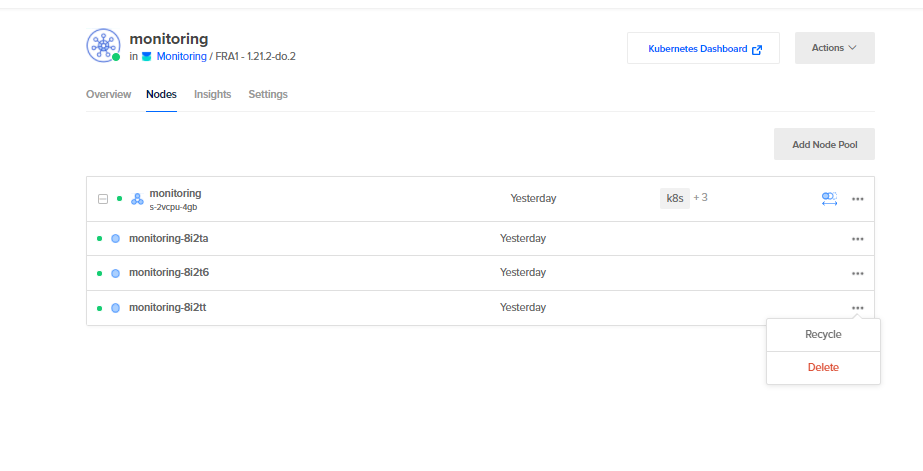 monitoring
in Monitoring / FRA1 - 1.21.2-do.2
Kubernetes Dashboard
Actions
Overview Nodes Insights Settings
Add Node Pool
monitoring Yesterday k8s + 3
s-2vcpu-4gb
monitoring-8i2ta Yesterday
monitoring-8i2t6 Yesterday
monitoring-8i2tt Yesterday
Recycle
Delete